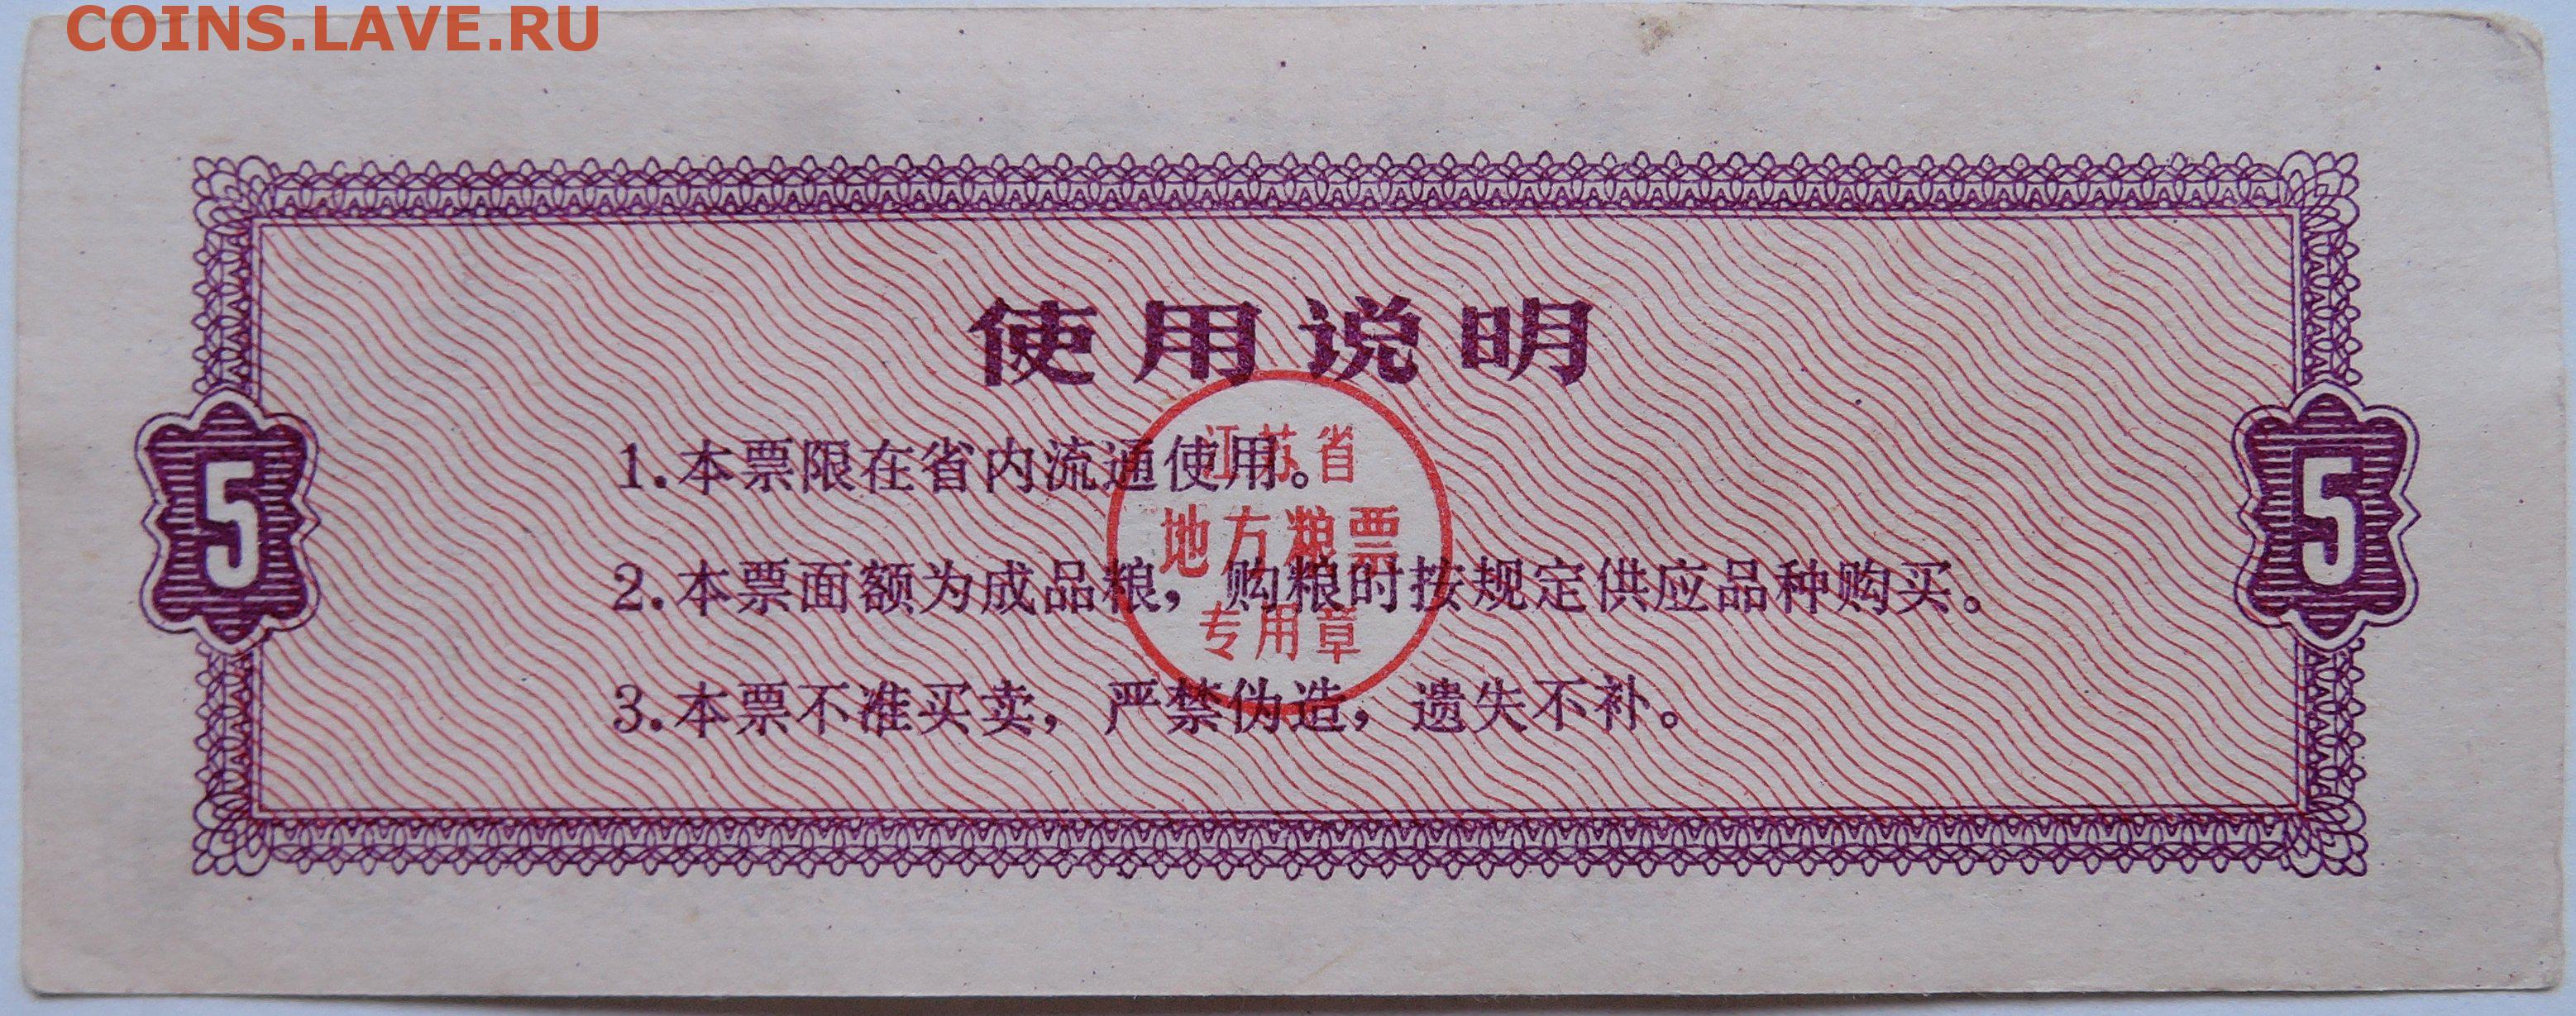 COINS.LAVE.RU
使用说明
1.本票限在省内流通使用。
2.本票面额为成品粮，购粮时按规定供应品种购买。
3.本票不准买卖，严禁伪造，遗失不补。
江苏省
地方粮票
专用章
5
5